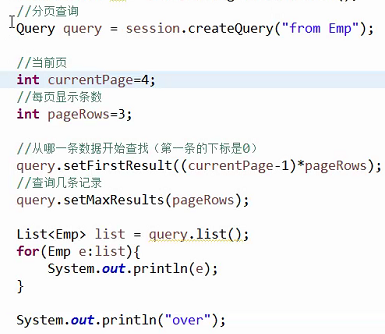 //分页查询
Query query = session.createQuery("from Emp");
//当前页
int currentPage=4;
//每页显示条数
int pageRows=3;
//从哪一条数据开始查找（第一条的下标是0）
query.setFirstResult((currentPage-1)*pageRows);
//查询几条记录
query.setMaxResults(pageRows);
List<Emp> list = query.list();
for(Emp e:list){
System.out.println(e);
}
System.out.println("over");